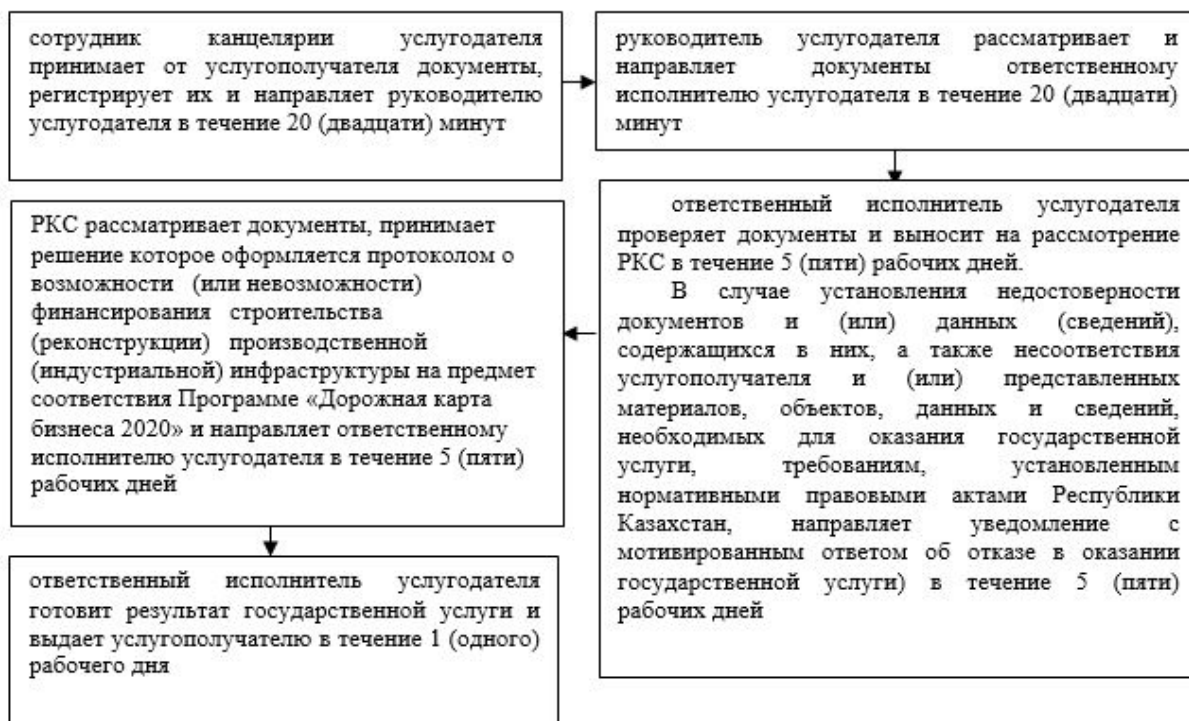 сотрудник канцелярии услугодателя
принимает от услугополучателя документы,
регистрирует их и направляет руководителю
услугодателя в течение 20 (двадцати) минут
руководитель услугодателя рассматривает и
направляет документы ответственному
исполнителю услугодателя в течение 20 (двадцати)
минут
ответственный исполнитель услугодателя
проверяет документы и выносит на рассмотрение
РКС в течение 5 (пяти) рабочих дней.
В случае установления недостоверности
документов и (или) данных (сведений),
содержащихся в них, а также несоответствия
услугополучателя и (или) представленных
материалов, объектов, данных и сведений,
необходимых для оказания государственной
услуги, требованиям, установленным
нормативными правовыми актами Республики
Казахстан, направляет уведомление с
мотивированным ответом об отказе в оказании
государственной услуги) в течение 5 (пяти)
рабочих дней
РКС рассматривает документы, принимает
решение которое оформляется протоколом о
возможности (или невозможности)
финансирования строительства
(реконструкции) производственной
(индустриальной) инфраструктуры на предмет
соответствия Программе «Дорожная карта
бизнеса 2020» и направляет ответственному
исполнителю услугодателя в течение 5 (пяти)
рабочих дней
ответственный исполнитель услугодателя
готовит результат государственной услуги и
выдает услугополучателю в течение 1 (одного)
рабочего дня